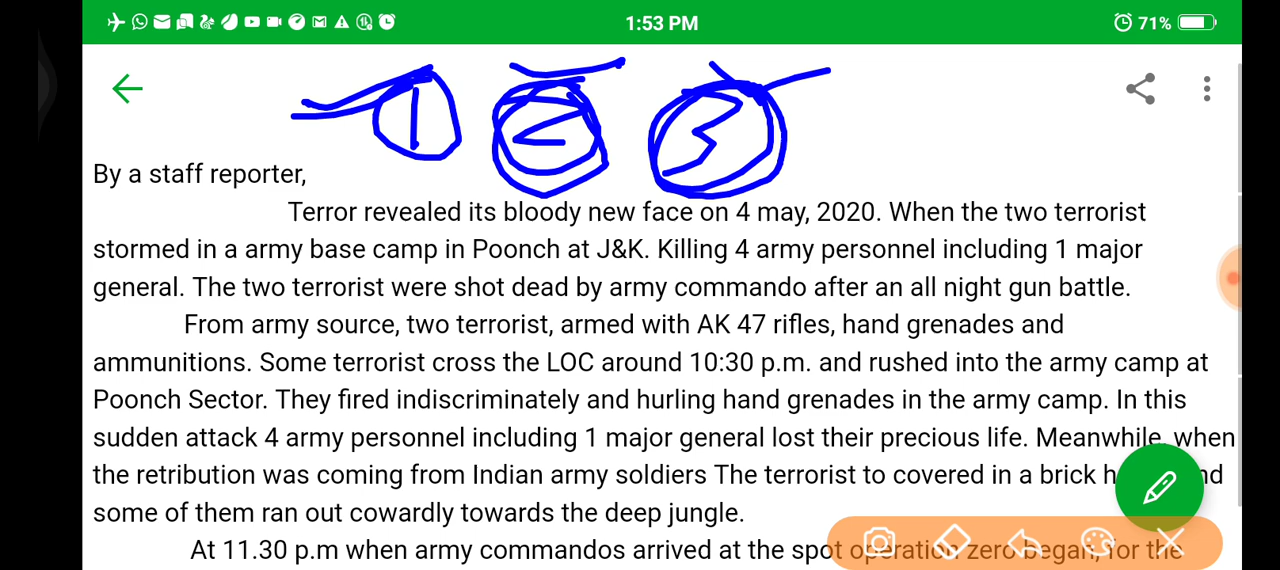 1:53 PM
71%
1 2 3
By a staff reporter,
Terror revealed its bloody new face on 4 may, 2020. When the two terrorist
stormed in a army base camp in Poonch at J&K. Killing 4 army personnel including 1 major
general. The two terrorist were shot dead by army commando after an all night gun battle.
From army source, two terrorist, armed with AK 47 rifles, hand grenades and
ammunitions. Some terrorist cross the LOC around 10:30 p.m. and rushed into the army camp at
Poonch Sector. They fired indiscriminately and hurling hand grenades in the army camp. In this
sudden attack 4 army personnel including 1 major general lost their precious life. Meanwhile, when
the retribution was coming from Indian army soldiers The terrorist to covered in a brick
some of them ran out cowardly towards the deep jungle.
At 11.30 p.m when army commandos arrived at the spot operation zero began, for the